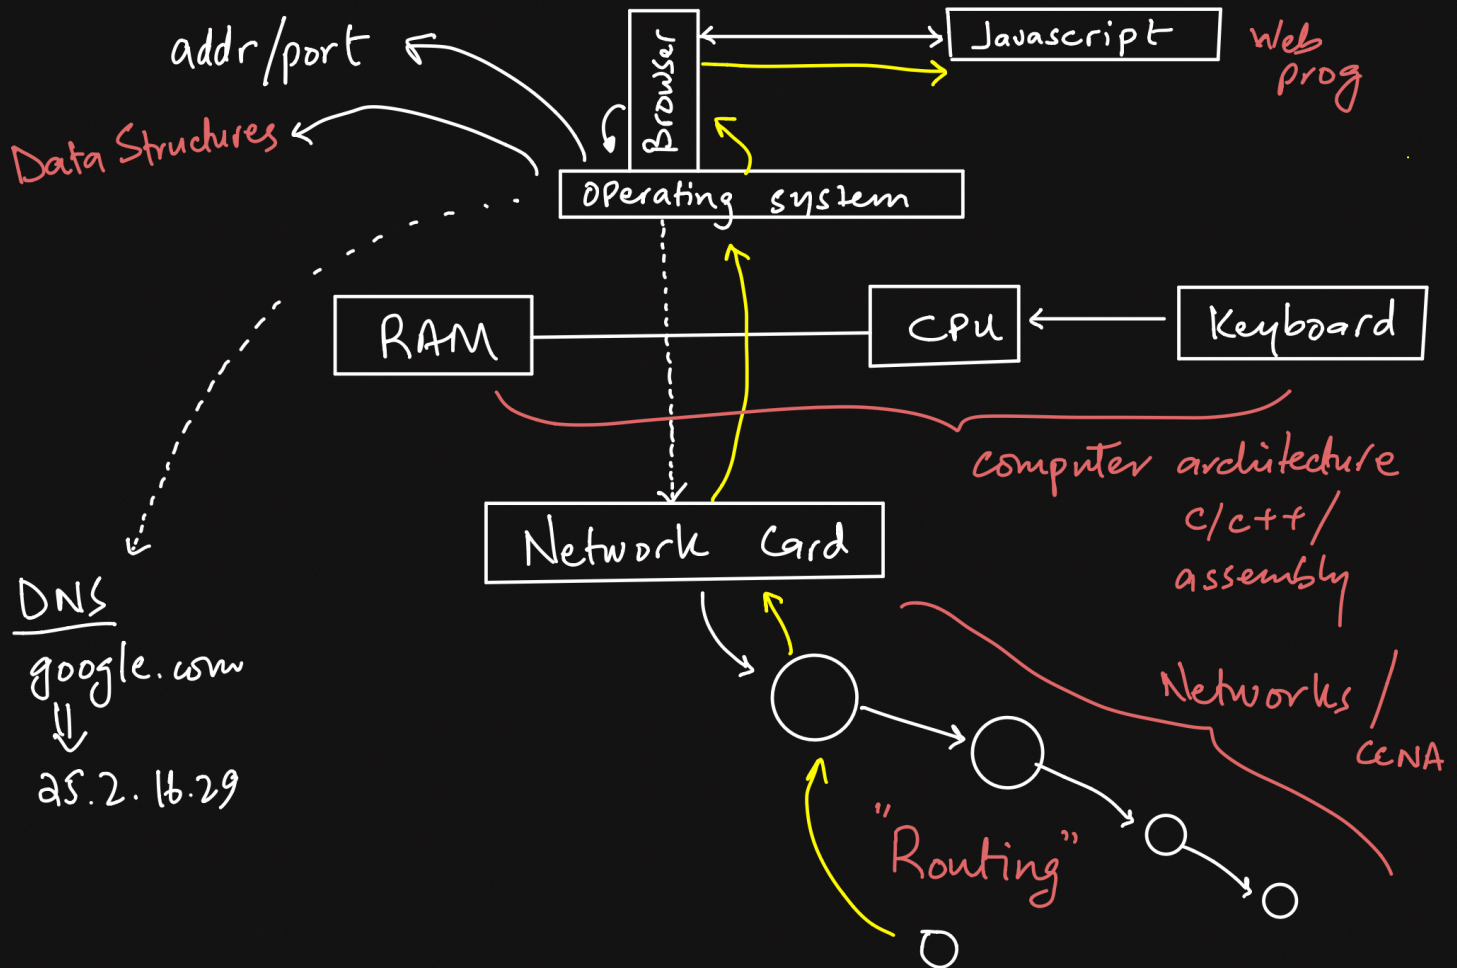 addr/port
Browser
Javascript
Web
prog
Data Structures
Operating system
RAM
CPU
Keyboard
computer architecture
c/c++/
assembly
Network Card
DNS
google.com
25.2.16.29
Networks /
CCNA
"Routing"